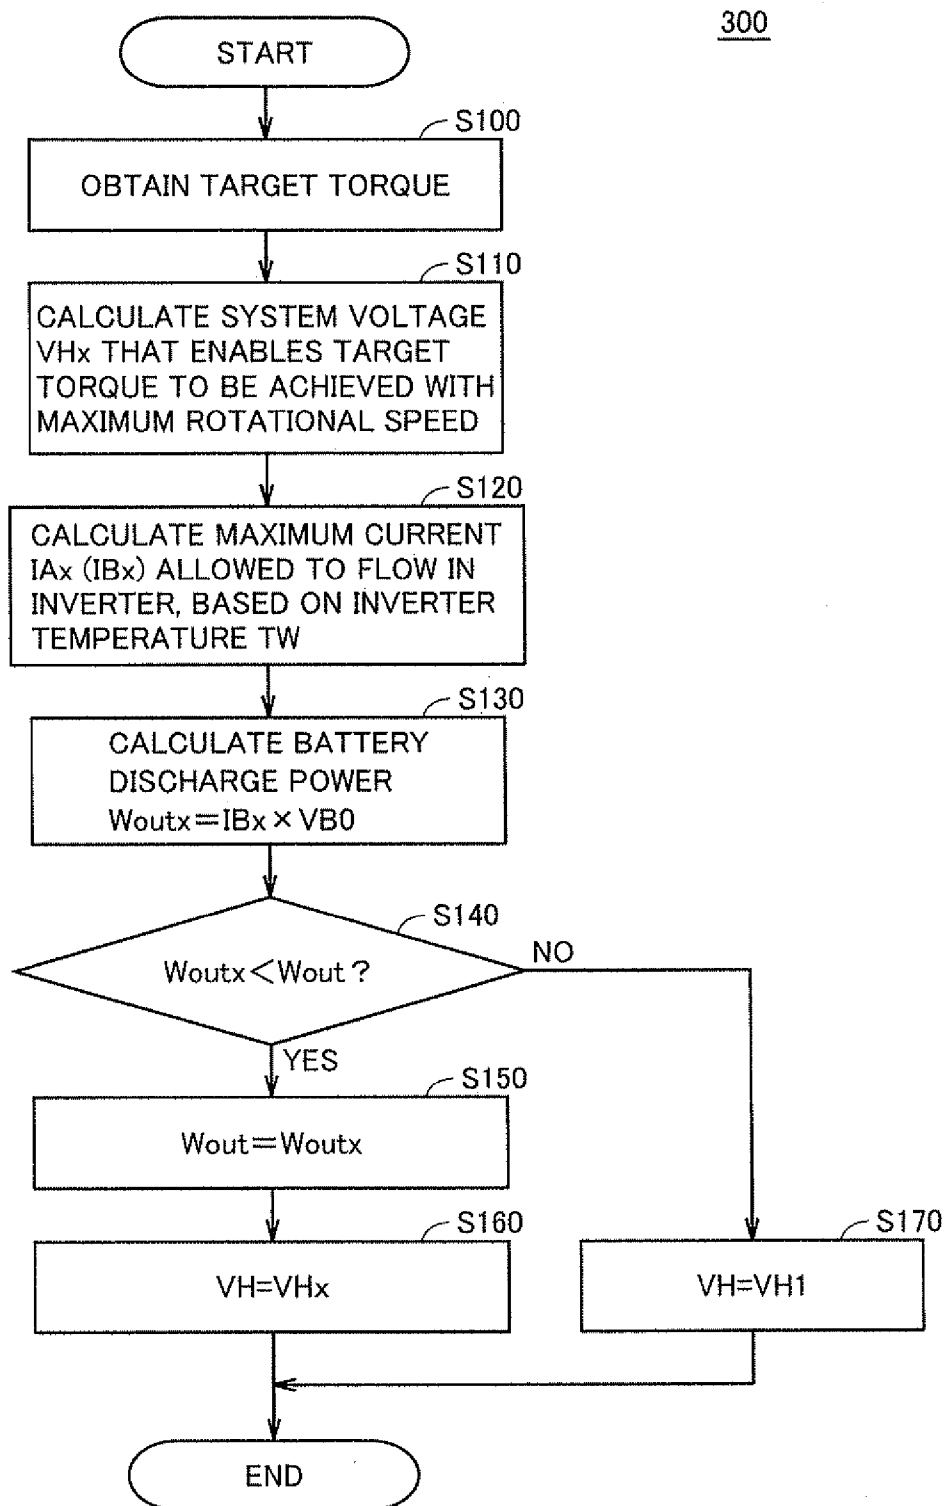 300
START
S100
OBTAIN TARGET TORQUE
S110
CALCULATE SYSTEM VOLTAGE
VHx THAT ENABLES TARGET
TORQUE TO BE ACHIEVED WITH
MAXIMUM ROTATIONAL SPEED
S120
CALCULATE MAXIMUM CURRENT
IAx (IBx) ALLOWED TO FLOW IN
INVERTER, BASED ON INVERTER
TEMPERATURE TW
S130
CALCULATE BATTERY
DISCHARGE POWER
Woutx=IBx×VB0
S140
Woutx<Wout?
NO
YES
S150
Wout=Woutx
S160
VH=VHx
S170
VH=VH1
END